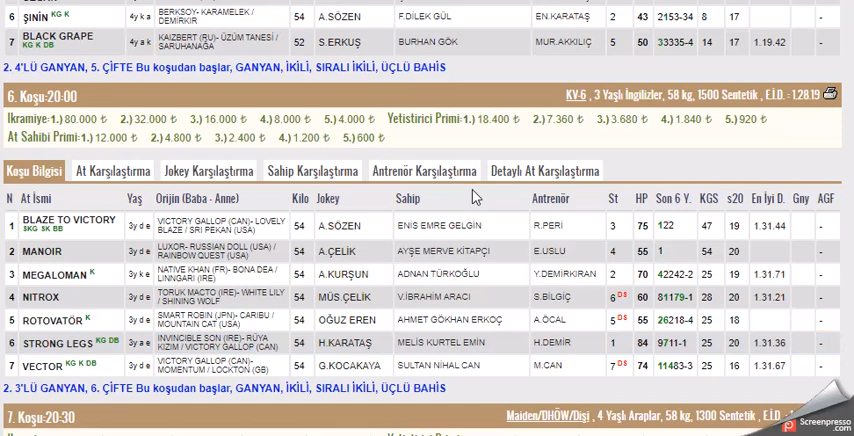 6 ŞINİN KG K 4y k a BERKSOY- KARAMELEK / DEMİRKIR 54 A.SÖZEN F.DİLEK GÜL EN.KARATAŞ 2 43 2153-34 8 17 -
7 BLACK GRAPE KG K DB 4y a k KAIZBERT (RU)- ÜZÜM TANESİ / SARUHANAĞA 52 S.ERKUŞ BURHAN GÖK MUR.AKKILIÇ 5 50 33335-4 14 17 1.19.42 -
2. 4'LÜ GANYAN, 5. ÇİFTE Bu koşudan başlar, GANYAN, İKİLİ, SIRALI İKİLİ, ÜÇLÜ BAHİS
6. Koşu:20:00 KV-6 , 3 Yaşlı İngilizler, 58 kg, 1500 Sentetik , E.İ.D. : 1.28.19
Ikramiye:1.) 80.000 ₺ 2.) 32.000 ₺ 3.) 16.000 ₺ 4.) 8.000 ₺ 5.) 4.000 ₺ Yetistirici Primi:1.) 18.400 ₺ 2.) 7.360 ₺ 3.) 3.680 ₺ 4.) 1.840 ₺ 5.) 920 ₺
At Sahibi Primi:1.) 12.000 ₺ 2.) 4.800 ₺ 3.) 2.400 ₺ 4.) 1.200 ₺ 5.) 600 ₺
Koşu Bilgisi At Karşılaştırma Jokey Karşılaştırma Sahip Karşılaştırma Antrenör Karşılaştırma Detaylı At Karşılaştırma
N At İsmi Yaş Orijin (Baba - Anne) Kilo Jokey Sahip Antrenör St HP Son 6 Y. KGS s20 En İyi D. Gny AGF
1 BLAZE TO VICTORY SKG SK BB 3y d e VICTORY GALLOP (CAN)- LOVELY BLAZE / SRI PEKAN (USA) 54 A.SÖZEN ENİS EMRE GELGİN R.PERİ 3 75 122 47 19 1.31.44 -
2 MANOIR 3y d e LUXOR- RUSSIAN DOLL (USA) / RAINBOW QUEST (USA) 54 A.ÇELİK AYŞE MERVE KİTAPÇI E.USLU 4 55 1 54 20 -
3 MEGALOMAN K 3y k e NATIVE KHAN (FR)- BONA DEA / LINNGARI (IRE) 54 A.KURŞUN ADNAN TÜRKOĞLU Y.DEMİRKIRAN 2 70 42242-2 25 19 1.31.71 -
4 NITROX 3y d e TORUK MACTO (IRE)- WHITE LILY / SHINING WOLF 54 MÜS.ÇELİK V.İBRAHİM ARACI S.BİLGİÇ 6 DS 60 81179-1 28 20 1.31.21 -
5 ROTOVATÖR K 3y d e SMART ROBIN (JPN)- CARIBU / MOUNTAIN CAT (USA) 54 OĞUZ EREN AHMET GÖKHAN ERKOÇ A.ÖCAL 5 DS 55 26218-4 25 18 -
6 STRONG LEGS KG DB 3y a e INVINCIBLE SON (IRE)- RÜYA KIZIM / VICTORY GALLOP (CAN) 54 H.KARATAŞ MELİS KURTEL EMİN H.DEMİR 1 84 9711-1 25 20 1.31.36 -
7 VECTOR KG K DB 3y d e VICTORY GALLOP (CAN)- MOMENTUM / LOCKTON (GB) 54 G.KOCAKAYA SULTAN NİHAL CAN M.CAN 7 DS 74 11483-3 25 16 1.31.67 -
2. 3'LÜ GANYAN, 6. ÇİFTE Bu koşudan başlar, GANYAN, İKİLİ, SIRALI İKİLİ, ÜÇLÜ BAHİS
7. Koşu:20:30 Maiden/DHÖW/Dişi , 4 Yaşlı Araplar, 58 kg, 1300 Sentetik , E.İ.D.
Screenpresso
.com